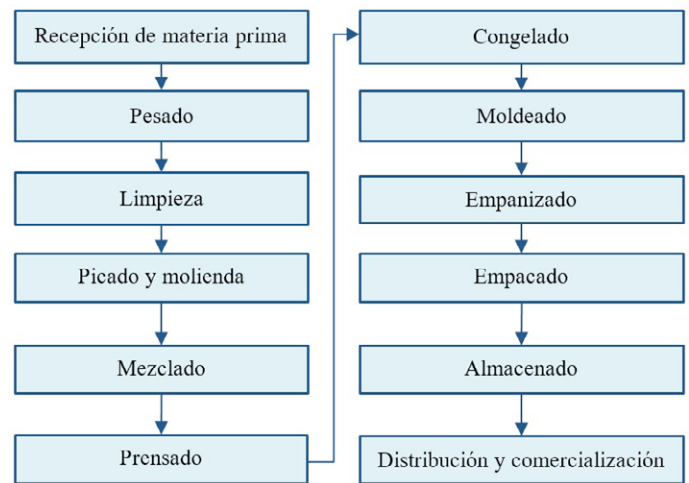 Recepción de materia prima
Pesado
Limpieza
Picado y molienda
Mezclado
Prensado
Congelado
Moldeado
Empanizado
Empacado
Almacenado
Distribución y comercialización